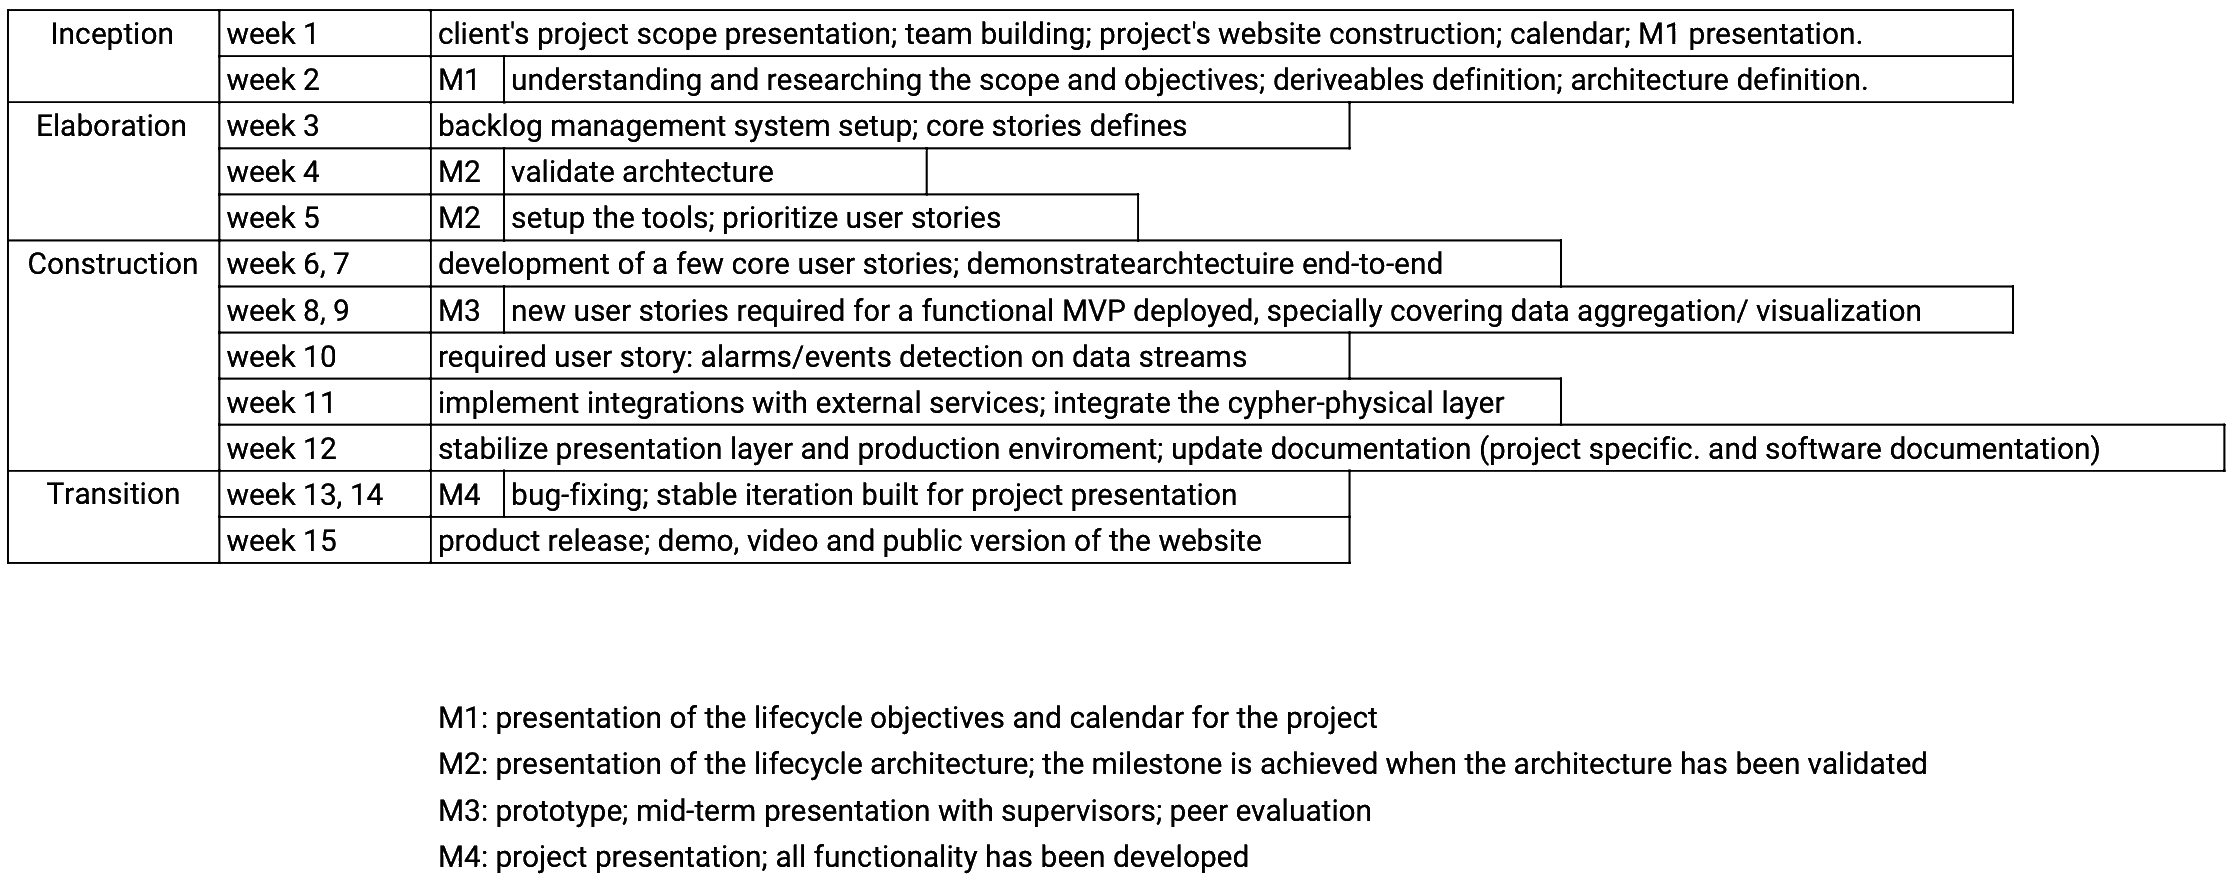 Inception week 1 client's project scope presentation; team building; project's website construction; calendar; M1 presentation.
week 2 M1 understanding and researching the scope and objectives; deriveables definition; architecture definition.
Elaboration week 3 backlog management system setup; core stories defines
week 4 M2 validate archtecture
week 5 M2 setup the tools; prioritize user stories
Construction week 6, 7 development of a few core user stories; demonstratearchtectuire end-to-end
week 8, 9 M3 new user stories required for a functional MVP deployed, specially covering data aggregation/ visualization
week 10 required user story: alarms/events detection on data streams
week 11 implement integrations with external services; integrate the cypher-physical layer
week 12 stabilize presentation layer and production enviroment; update documentation (project specific. and software documentation)
Transition week 13, 14 M4 bug-fixing; stable iteration built for project presentation
week 15 product release; demo, video and public version of the website
M1: presentation of the lifecycle objectives and calendar for the project
M2: presentation of the lifecycle architecture; the milestone is achieved when the architecture has been validated
M3: prototype; mid-term presentation with supervisors; peer evaluation
M4: project presentation; all functionality has been developed